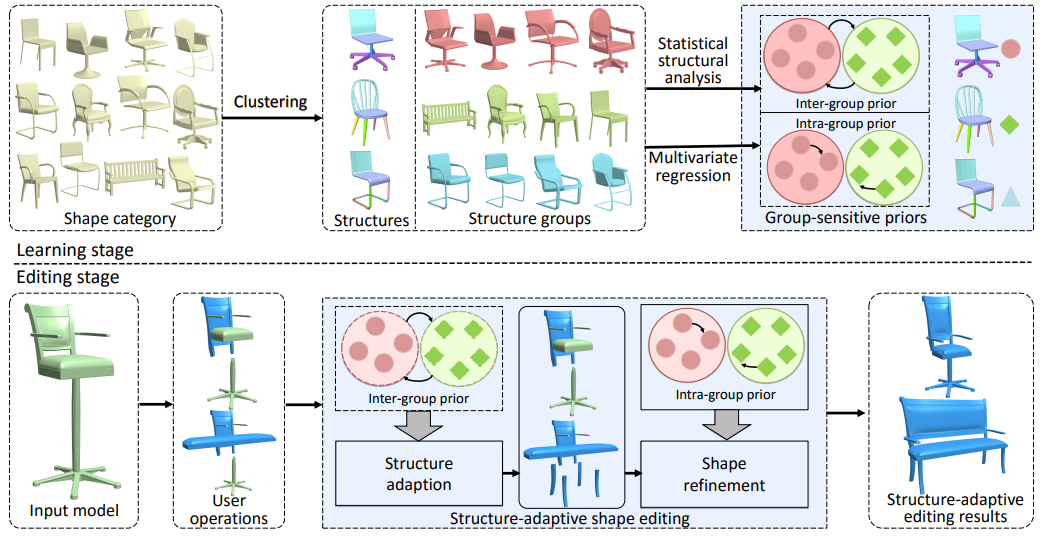 Shape category
Clustering
Structures
Structure groups
Statistical
structural
analysis
Multivariate
regression
Inter-group prior
Intra-group prior
Group-sensitive priors
Learning stage
Editing stage
Input model
User
operations
Inter-group prior
Structure
adaption
Intra-group prior
Shape
refinement
Structure-adaptive shape editing
Structure-adaptive
editing results